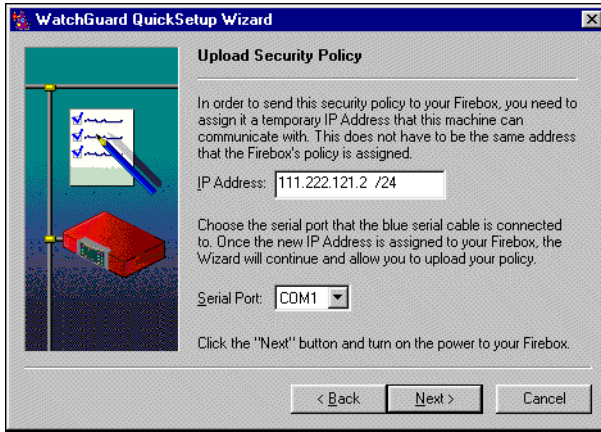 WatchGuard QuickSetup Wizard
Upload Security Policy
In order to send this security policy to your Firebox, you need to
assign it a temporary IP Address that this machine can
communicate with. This does not have to be the same address
that the Firebox's policy is assigned.
IP Address: 111.222.121.2 /24
Choose the serial port that the blue serial cable is connected
to. Once the new IP Address is assigned to your Firebox, the
Wizard will continue and allow you to upload your policy.
Serial Port: COM1
Click the "Next" button and turn on the power to your Firebox.
< Back Next > Cancel